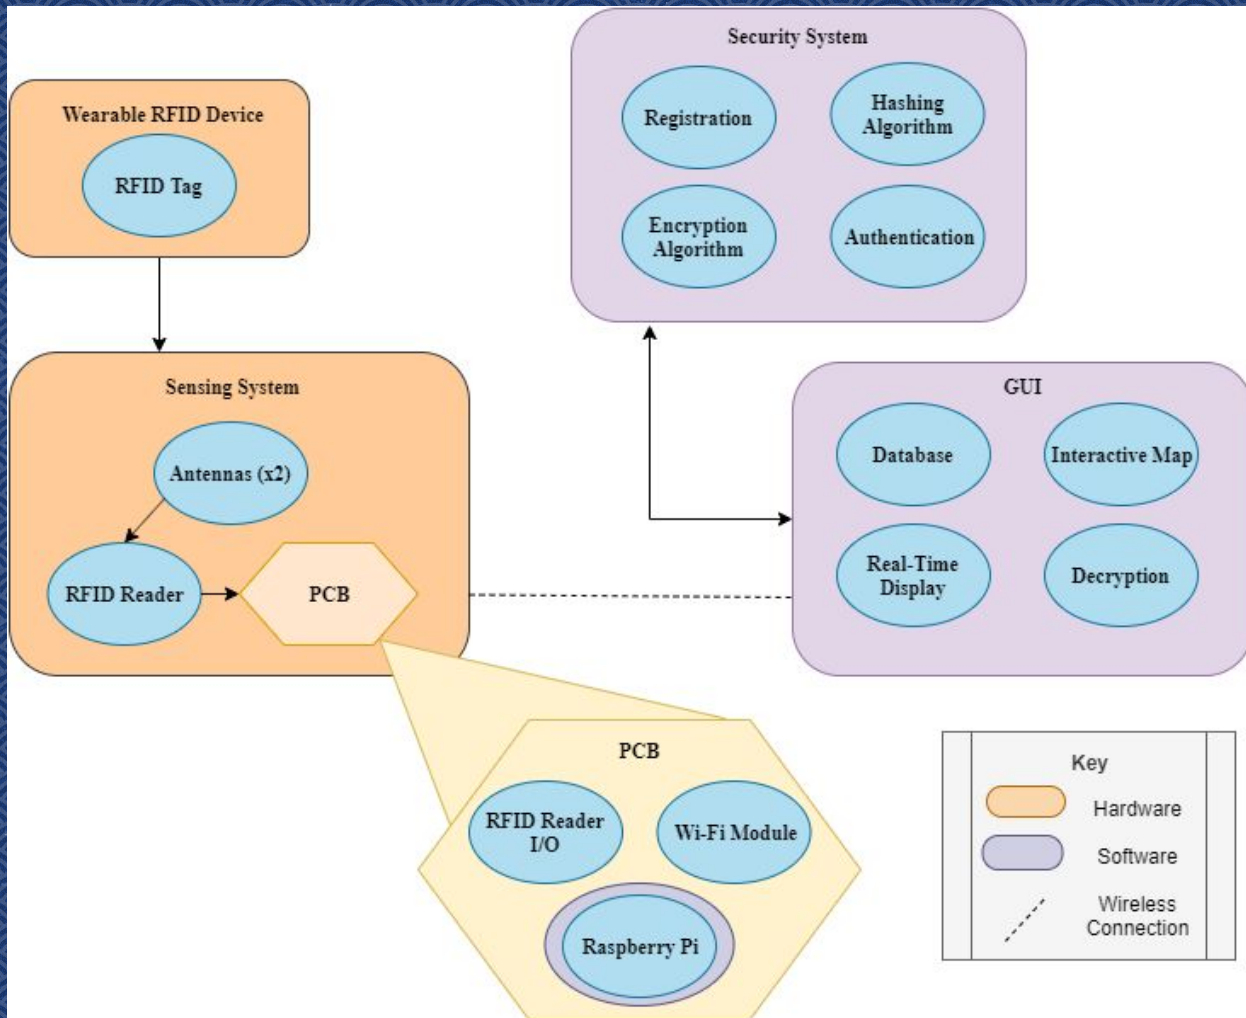 Security System
Registration
Hashing
Algorithm
Encryption
Algorithm
Authentication
Wearable RFID Device
RFID Tag
Sensing System
Antennas (x2)
RFID Reader
PCB
GUI
Database
Interactive Map
Real-Time
Display
Decryption
PCB
RFID Reader
I/O
Wi-Fi Module
Raspberry Pi
Key
Hardware
Software
Wireless
Connection